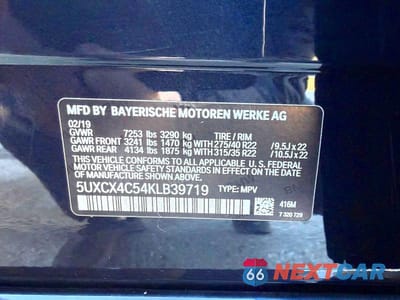 MFD BY BAYERISCHE MOTOREN WERKE AG
02/19
GVWR 7253 lbs 3290 kg TIRE / RIM
GAWR FRONT 3241 lbs 1470 kg WITH 275/40 R22 / 9.5J x 22
GAWR REAR 4134 lbs 1875 kg WITH 315/35 R22 / 10.5J x 22
THIS VEHICLE CONFORMS TO ALL APPLICABLE U.S. FEDERAL
MOTOR VEHICLE SAFETY STANDARDS IN EFFECT ON THE
DATE OF MANUFACTURE SHOWN ABOVE.
5UXCX4C54KLB39719 TYPE: MPV
416M
7 320 729
66 NEXTCAR